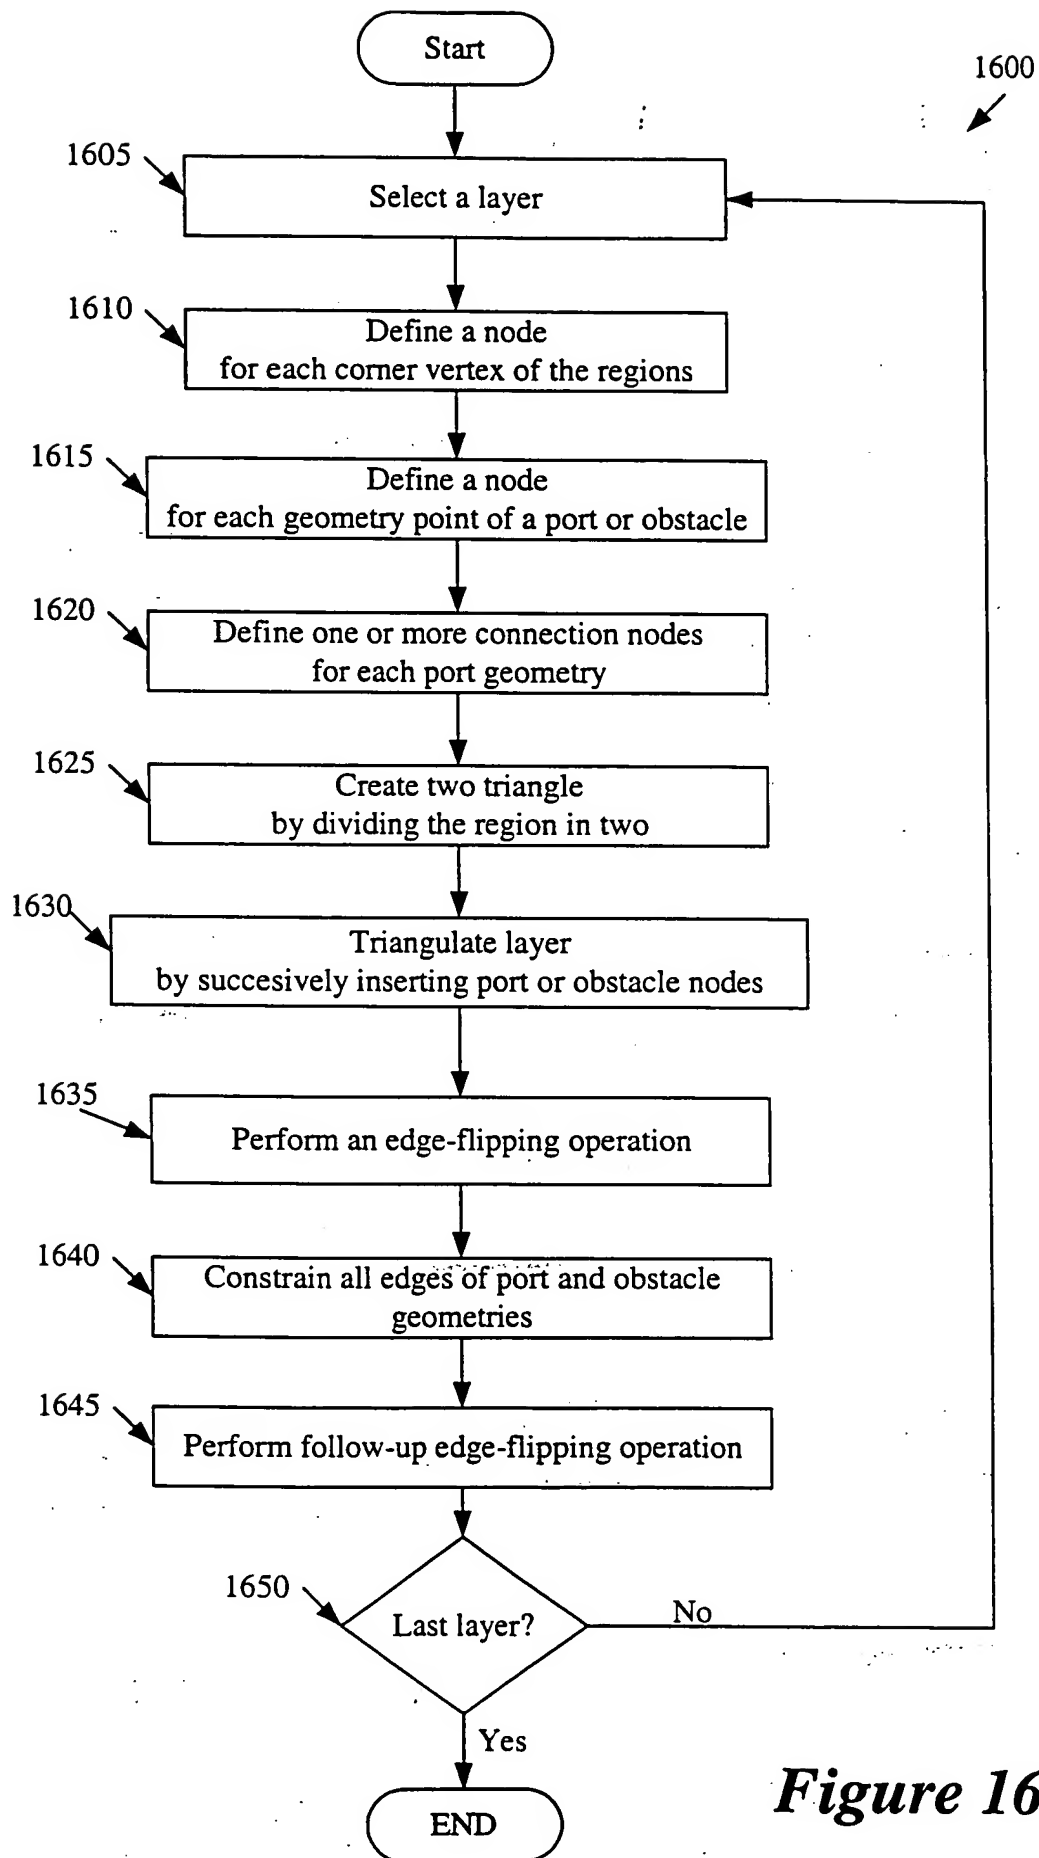 Start
1600
1605
Select a layer
1610
Define a node
for each corner vertex of the regions
1615
Define a node
for each geometry point of a port or obstacle
1620
Define one or more connection nodes
for each port geometry
1625
Create two triangle
by dividing the region in two
1630
Triangulate layer
by succesively inserting port or obstacle nodes
1635
Perform an edge-flipping operation
1640
Constrain all edges of port and obstacle
geometries
1645
Perform follow-up edge-flipping operation
1650
Last layer?
No
Yes
END
Figure 16